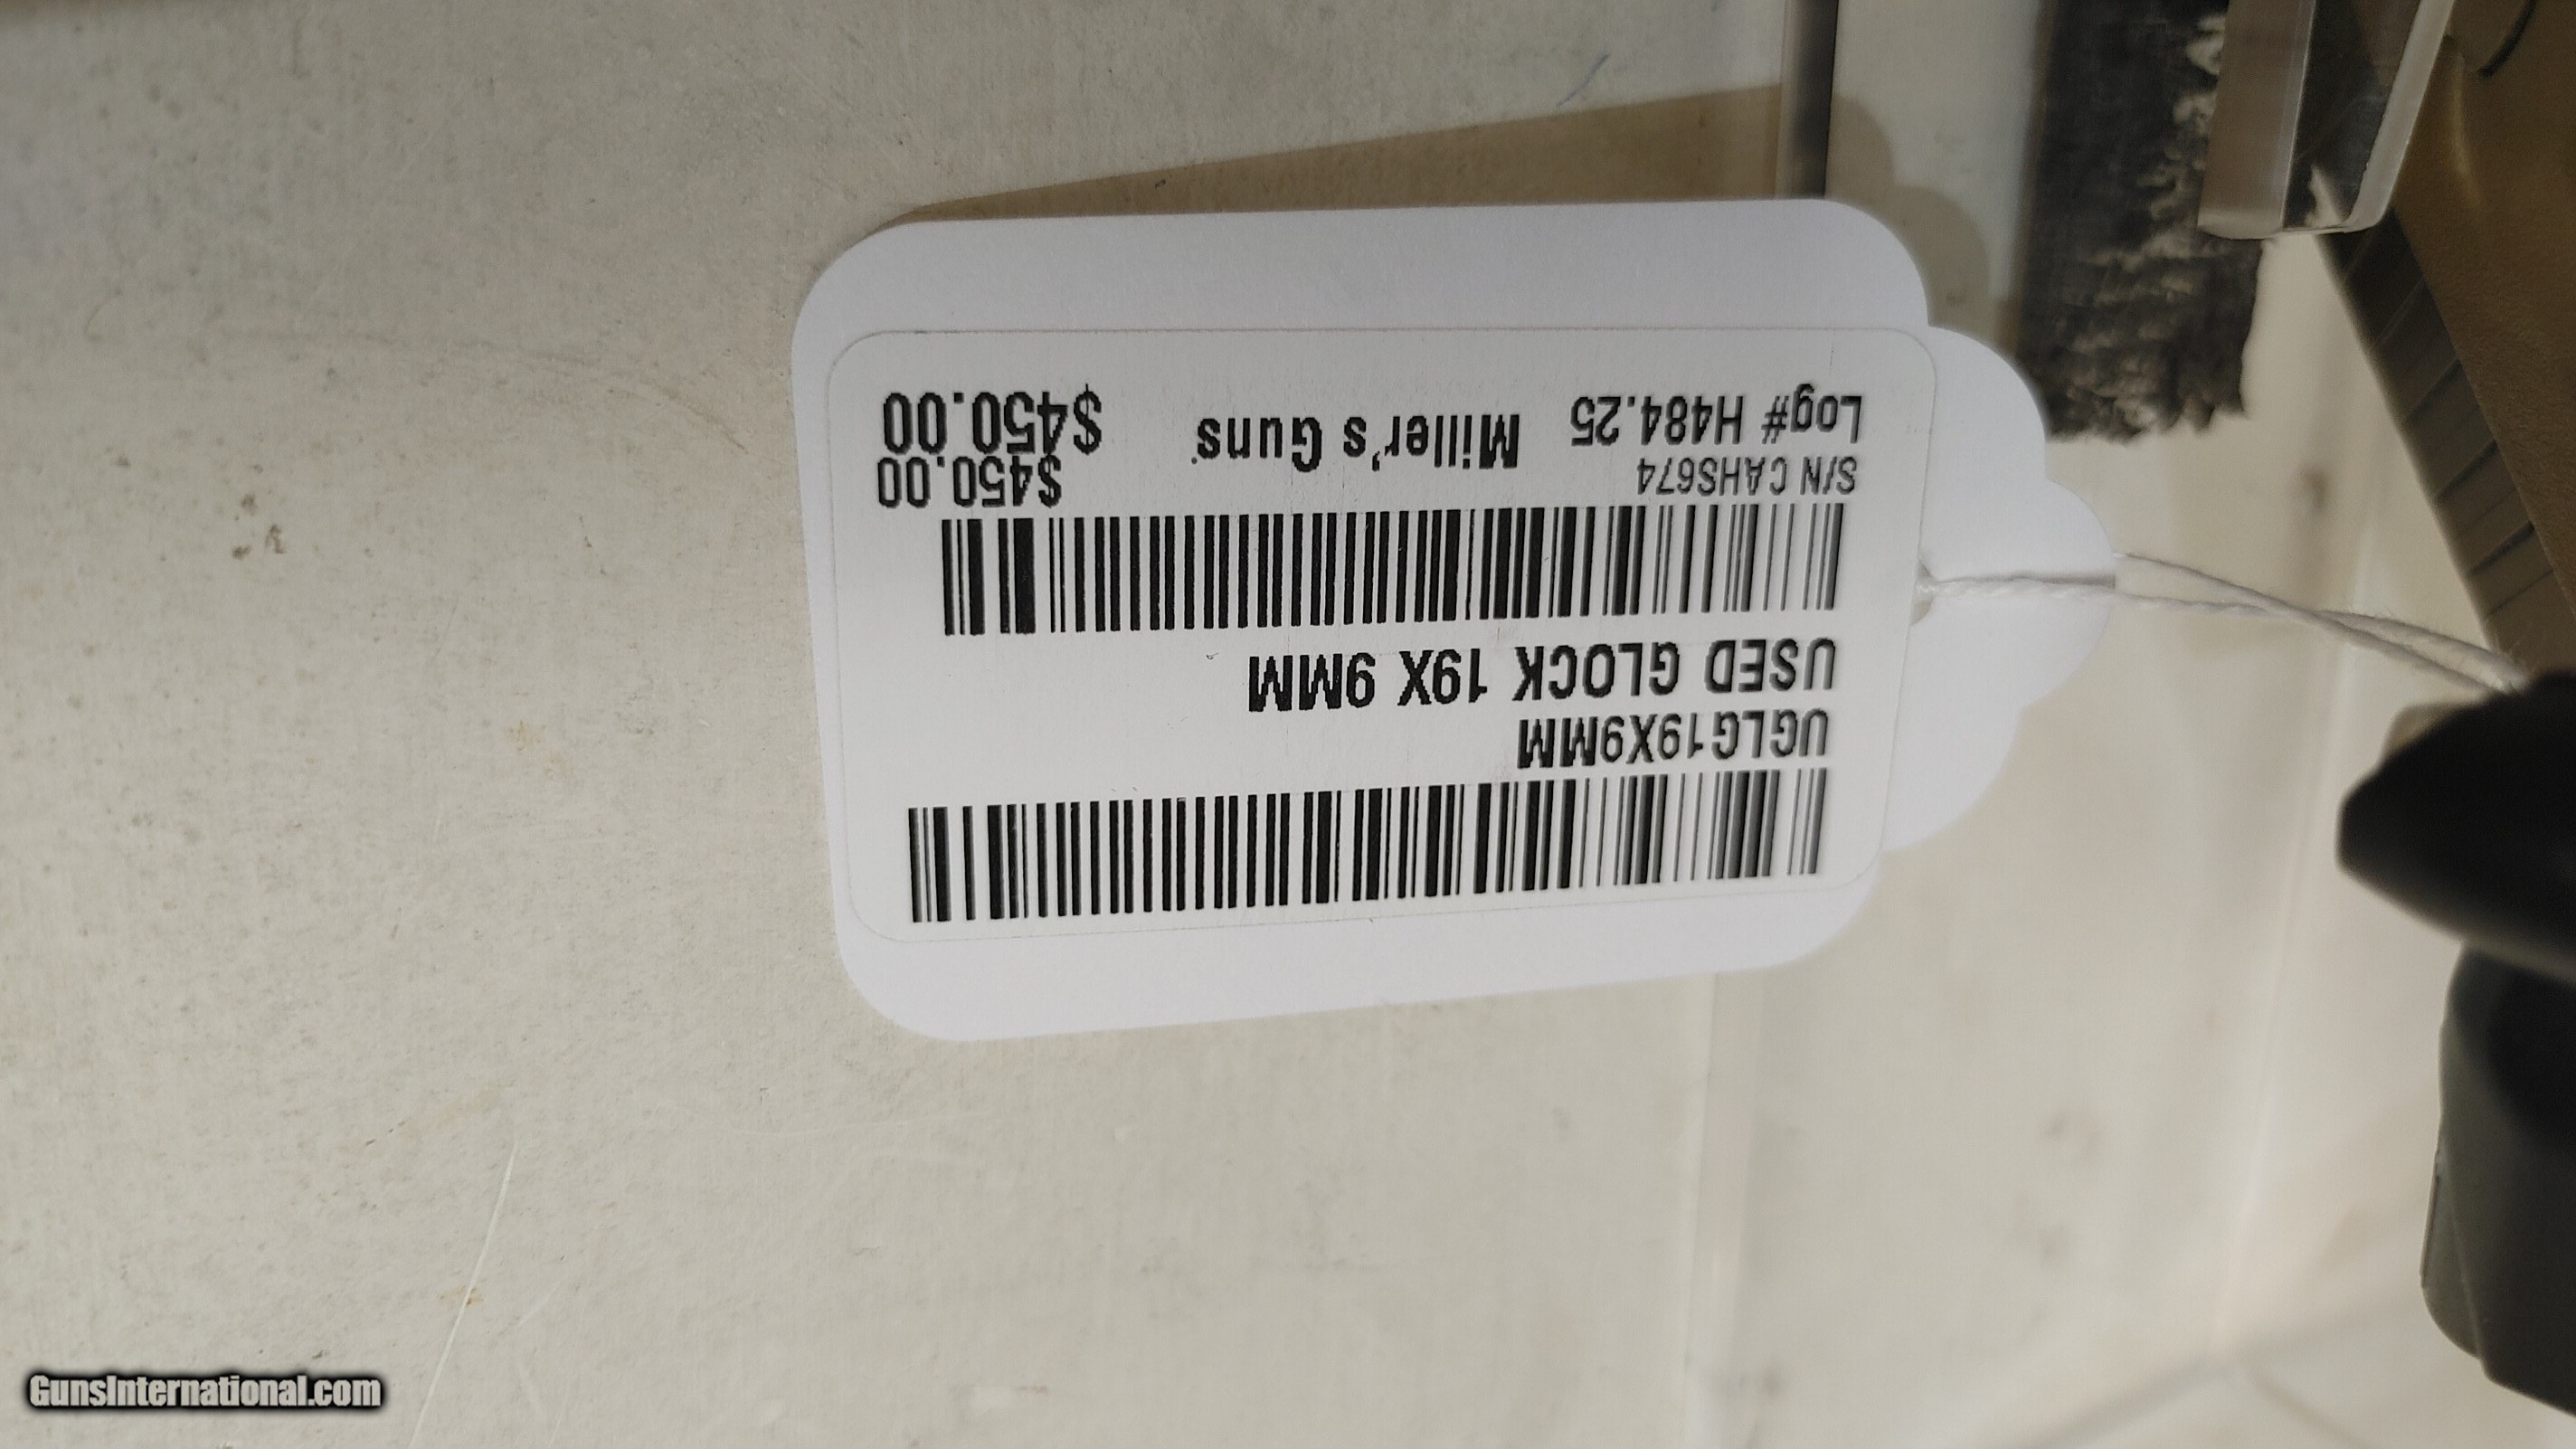 UGLG19X9MM
USED GLOCK 19X 9MM
S/N CAHS674 $450.00
Log# H484.25 Miller's Guns $450.00
GunsInternational.com